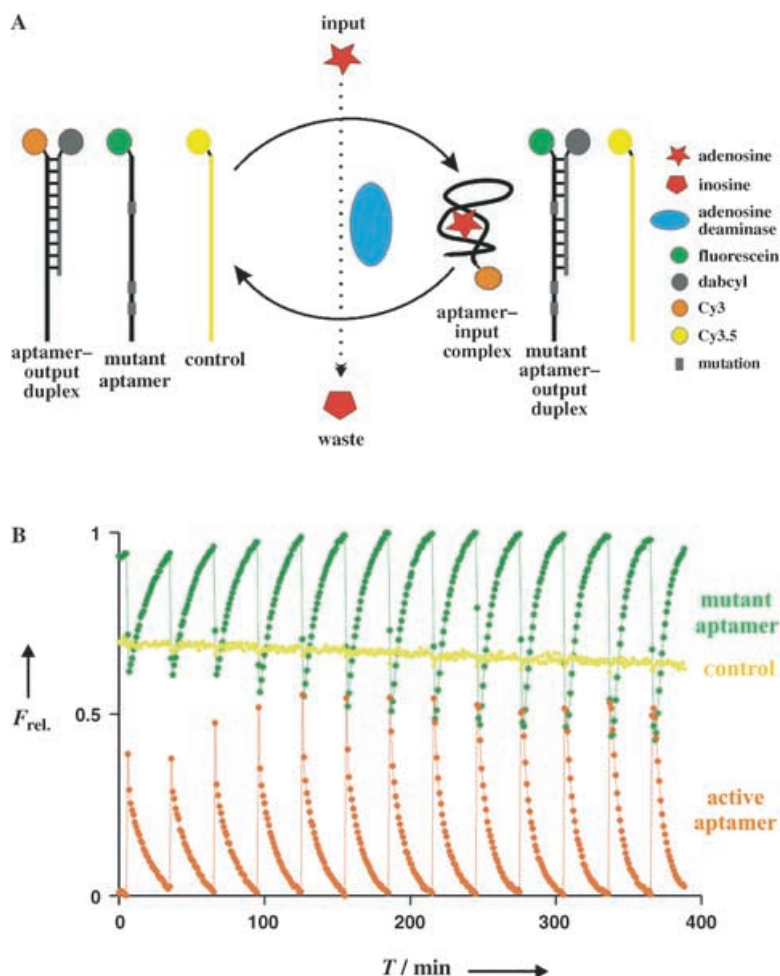 A
input
adenosine
inosine
adenosine
deaminase
fluorescein
dabcyl
Cy3
Cy3.5
mutation
aptamer–
output
duplex
mutant
aptamer
control
aptamer–
input
complex
mutant
aptamer–
output
duplex
waste
B
1
0.5
0
F rel.
mutant
aptamer
control
active
aptamer
0
100
200
300
400
T / min